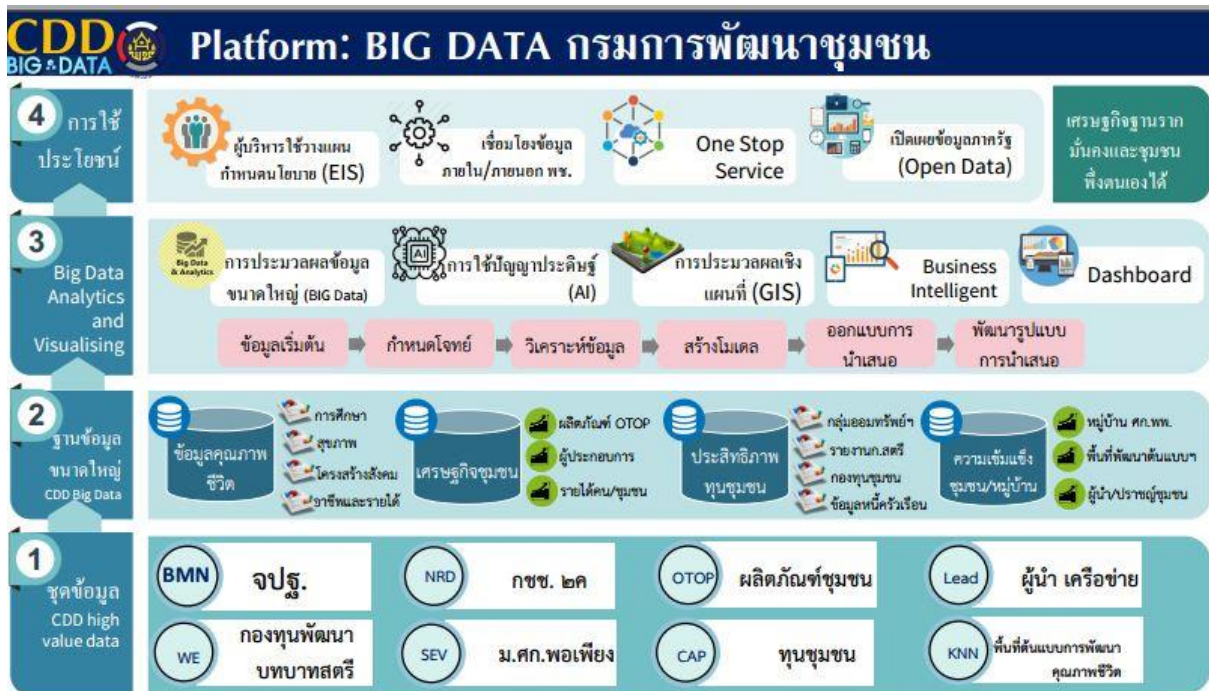 CDD
BIG & DATA
Platform: BIG DATA กรมการพัฒนาชุมชน
4 การใช้
ประโยชน์
ผู้บริหารใช้วางแผน
กำหนดนโยบาย (EIS)
เชื่อมโยงข้อมูล
ภายใน/ภายนอก พช.
One Stop
Service
เปิดเผยข้อมูลภาครัฐ
(Open Data)
เศรษฐกิจฐานราก
มั่นคงและชุมชน
พึ่งตนเองได้
3
Big Data
Analytics
and
Visualising
Big Data
& Analytics
การประมวลผลข้อมูล
ขนาดใหญ่ (BIG Data)
AI
การใช้ปัญญาประดิษฐ์
(AI)
การประมวลผลเชิง
แผนที่ (GIS)
Business
Intelligent
Dashboard
ข้อมูลเริ่มต้น
กำหนดโจทย์
วิเคราะห์ข้อมูล
สร้างโมเดล
ออกแบบการ
นำเสนอ
พัฒนารูปแบบ
การนำเสนอ
2
ฐานข้อมูล
ขนาดใหญ่
CDD Big Data
ข้อมูลคุณภาพ
ชีวิต
การศึกษา
สุขภาพ
โครงสร้างสังคม
อาชีพและรายได้
เศรษฐกิจชุมชน
ผลิตภัณฑ์ OTOP
ผู้ประกอบการ
รายได้คน/ชุมชน
ประสิทธิภาพ
ทุนชุมชน
กลุ่มออมทรัพย์ฯ
รายงานก.สตรี
กองทุนชุมชน
ข้อมูลหนี้ครัวเรือน
ความเข้มแข็ง
ชุมชน/หมู่บ้าน
หมู่บ้าน ศก.พพ.
พื้นที่พัฒนาต้นแบบฯ
ผู้นำ/ปราชญ์ชุมชน
1
ชุดข้อมูล
CDD high
value data
BMN
จปฐ.
NRD
กชช. ๒ค
OTOP
ผลิตภัณฑ์ชุมชน
Lead
ผู้นำ เครือข่าย
WE
กองทุนพัฒนา
บทบาทสตรี
SEV
ม.ศก.พอเพียง
CAP
ทุนชุมชน
KNN
พื้นที่ต้นแบบการพัฒนา
คุณภาพชีวิต